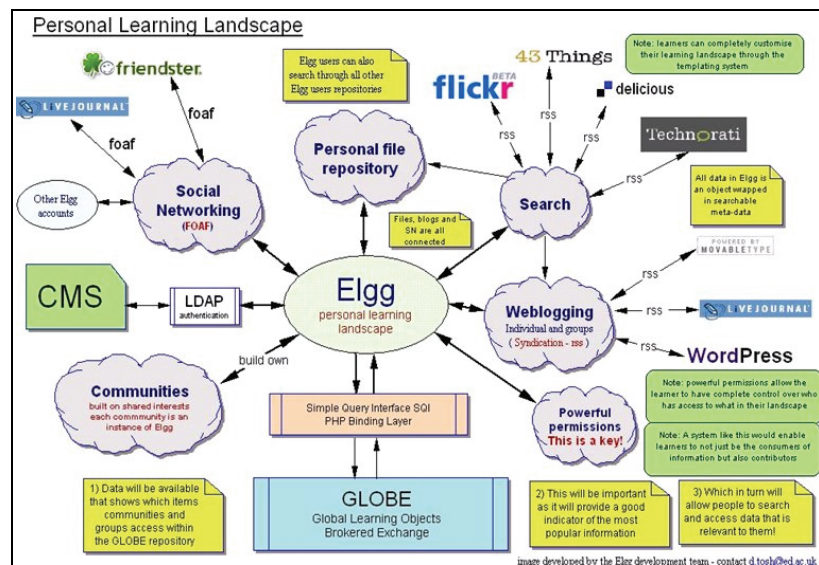 Personal Learning Landscape
friendster.
LIVEJOURNAL
foaf
foaf
Other Elgg
accounts
Social
Networking
(FOAF)
Elgg users can also
search through all other
Elgg users repositories
Personal file
repository
Files, blogs and
SN are all
connected
43 Things
flickr BETA
delicious
Technorati
rss
rss
rss
rss
Search
Note: learners can completely customise
their learning landscape through the
templating system
All data in Elgg is
an object wrapped
in searchable
meta-data
CMS
LDAP
authentication
Elgg
personal learning
landscape
Weblogging
Individual and groups
( Syndication - rss )
rss
rss
rss
POWERED BY
MOVABLETYPE
LIVEJOURNAL
WordPress
build own
Communities
built on shared interests
each commmunity is an
instance of Elgg
Simple Query Interface SQI
PHP Binding Layer
Powerful
permissions
This is a key!
Note: powerful permissions allow the
learner to have complete control over who
has access to what in their landscape
Note: A system like this would enable
learners to not just be the consumers of
information but also contributors
1) Data will be available
that shows which items
communities and
groups access within
the GLOBE repository
GLOBE
Global Learning Objects
Brokered Exchange
2) This will be important
as it will provide a good
indicator of the most
popular information
3) Which in turn will
allow people to search
and access data that is
relevant to them!
image developed by the Elgg development team - contact d.tosh@ed.ac.uk